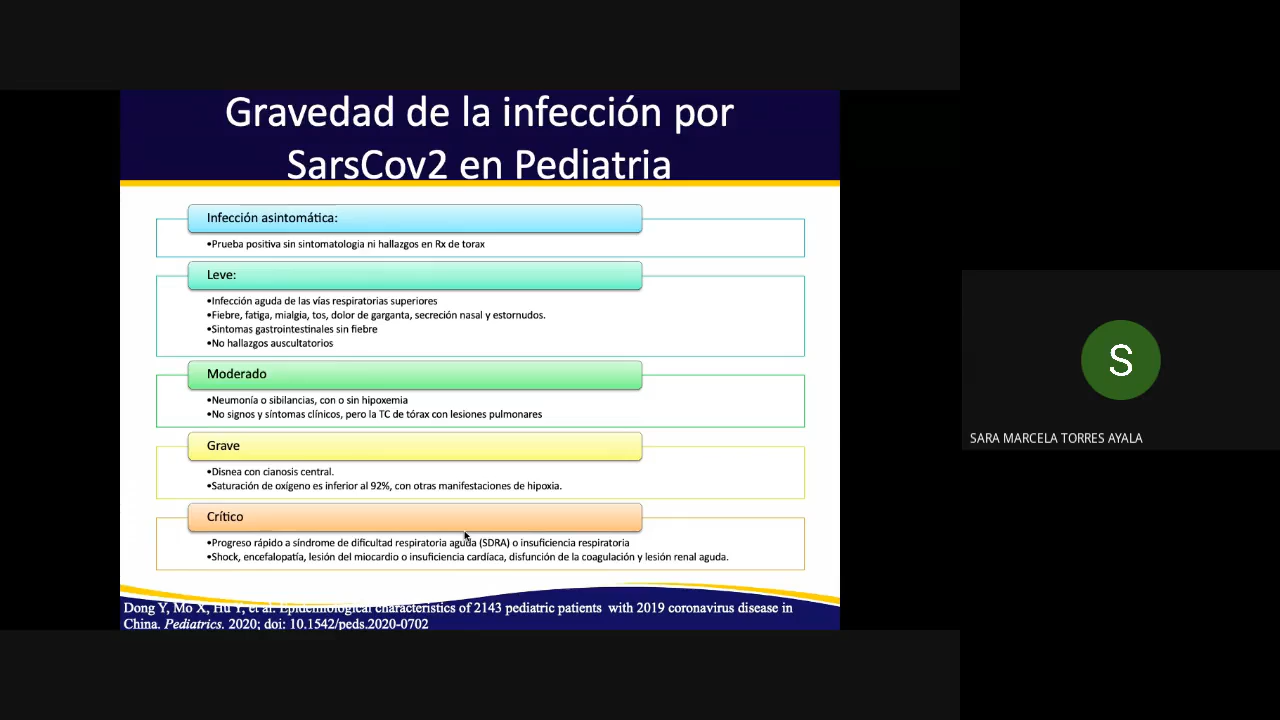 Gravedad de la infección por
SarsCov2 en Pediatria
Infección asintomática:
•Prueba positiva sin sintomatologia ni hallazgos en Rx de torax
Leve:
•Infección aguda de las vías respiratorias superiores
•Fiebre, fatiga, mialgia, tos, dolor de garganta, secreción nasal y estornudos.
•Sintomas gastrointestinales sin fiebre
•No hallazgos auscultatorios
Moderado
•Neumonía o sibilancias, con o sin hipoxemia
•No signos y síntomas clínicos, pero la TC de tórax con lesiones pulmonares
Grave
•Disnea con cianosis central.
•Saturación de oxígeno es inferior al 92%, con otras manifestaciones de hipoxia.
Crítico
•Progreso rápido a síndrome de dificultad respiratoria aguda (SDRA) o insuficiencia respiratoria
•Shock, encefalopatía, lesión del miocardio o insuficiencia cardíaca, disfunción de la coagulación y lesión renal aguda.
Dong Y, Mo X, Hu Y, et al. Epidemiological characteristics of 2143 pediatric patients with 2019 coronavirus disease in
China. Pediatrics. 2020; doi: 10.1542/peds.2020-0702
S
SARA MARCELA TORRES AYALA